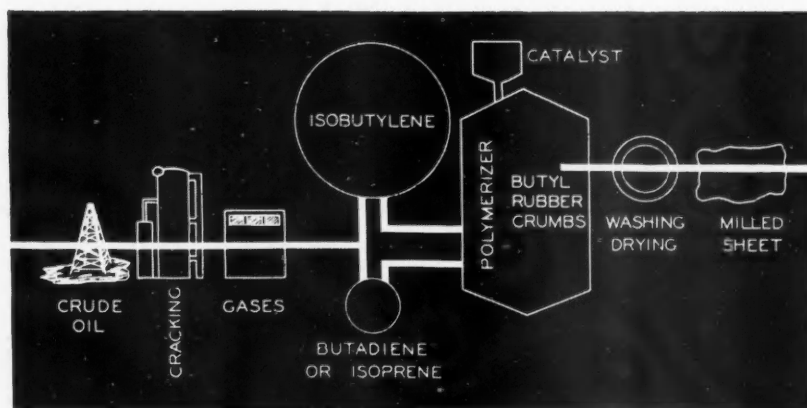 CRUDE
OIL
CRACKING
GASES
ISOBUTYLENE
BUTADIENE
OR ISOPRENE
CATALYST
POLYMERIZER
BUTYL
RUBBER
CRUMBS
WASHING
DRYING
MILLED
SHEET